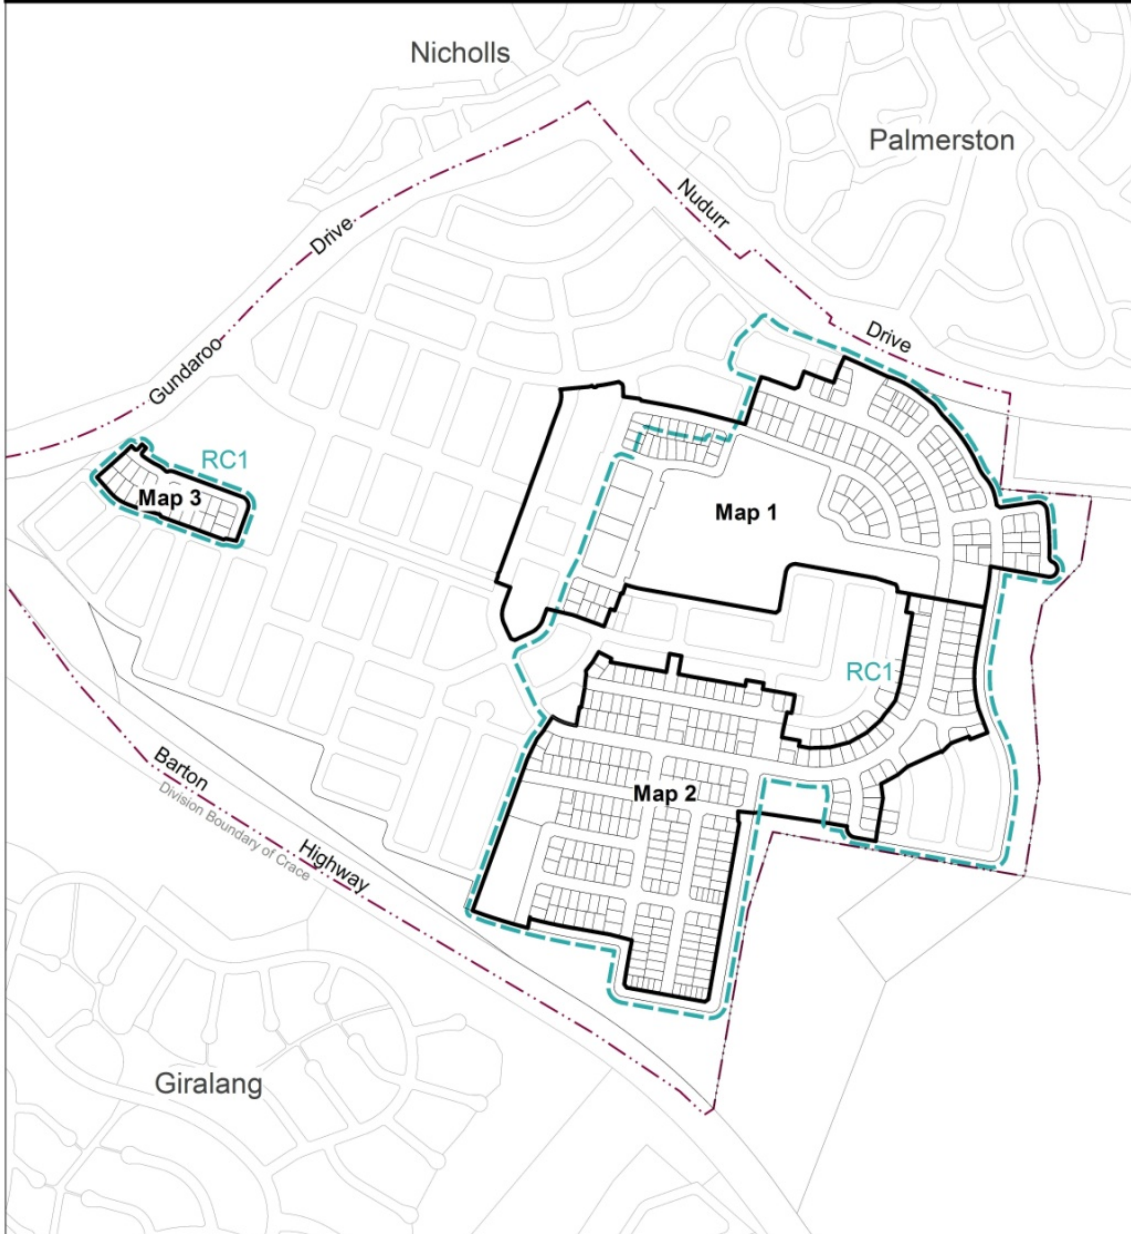 Nicholls
Palmerston
Nudurr
Drive
Drive
Gundaroo
RC1
Map 3
Map 1
RC1
Map 2
Barton
Highway
Division Boundary of Crace
Giralang